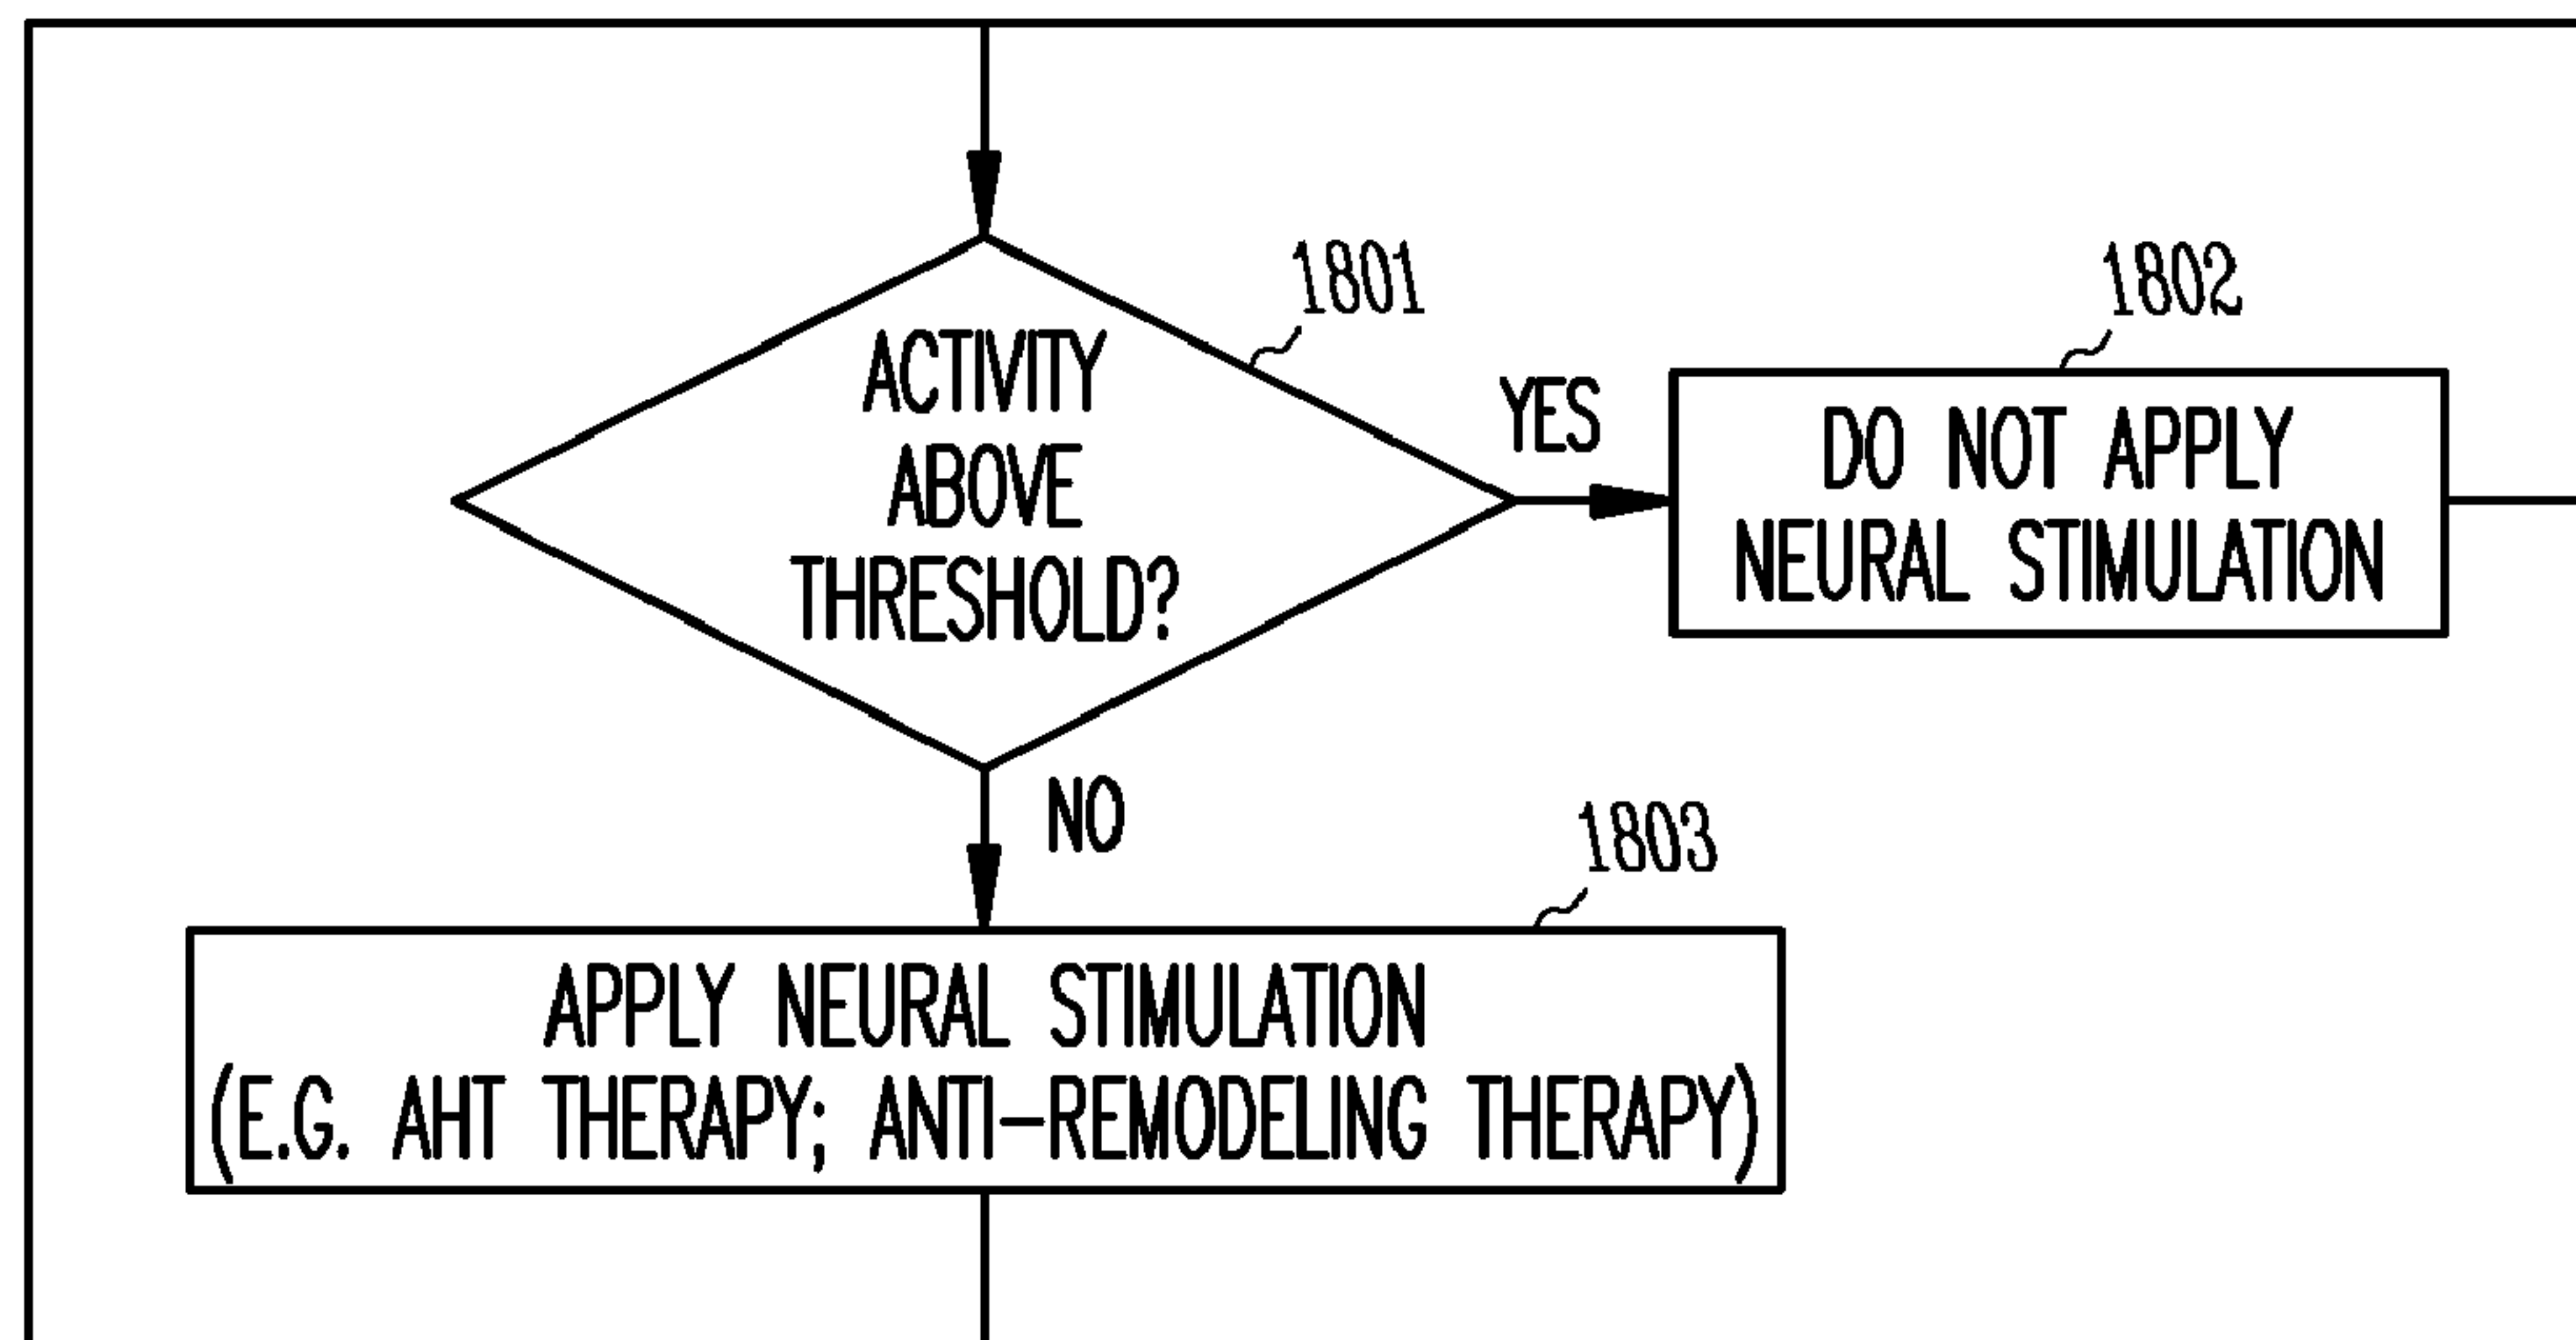 1801
ACTIVITY
ABOVE
THRESHOLD?
YES
1802
DO NOT APPLY
NEURAL STIMULATION
NO
1803
APPLY NEURAL STIMULATION
(E.G. AHT THERAPY; ANTI-REMODELING THERAPY)